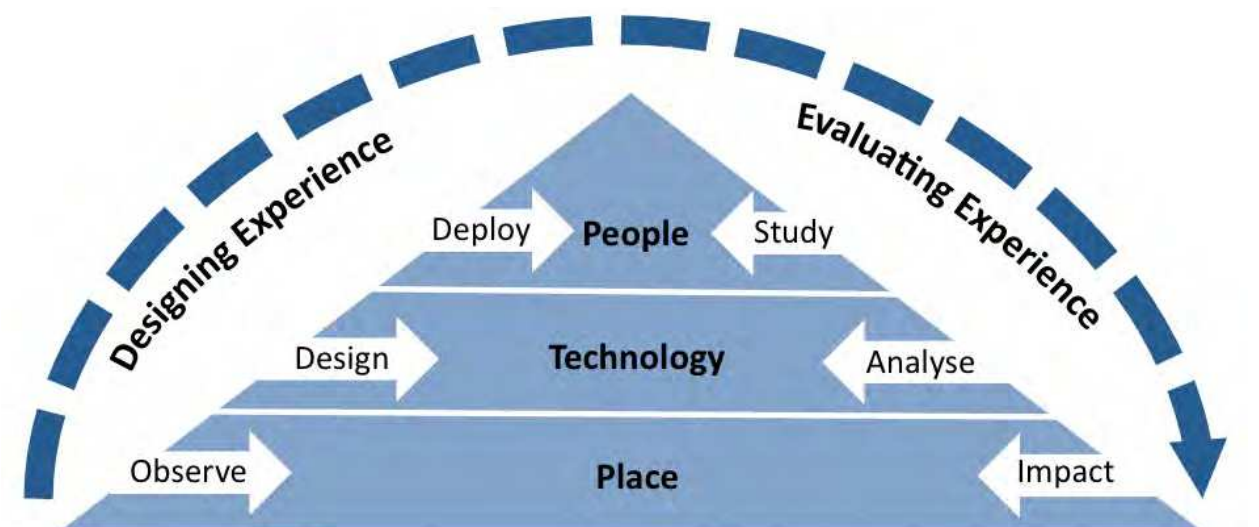 Designing Experience
Evaluating Experience
Deploy People Study
Design Technology Analyse
Observe Place Impact